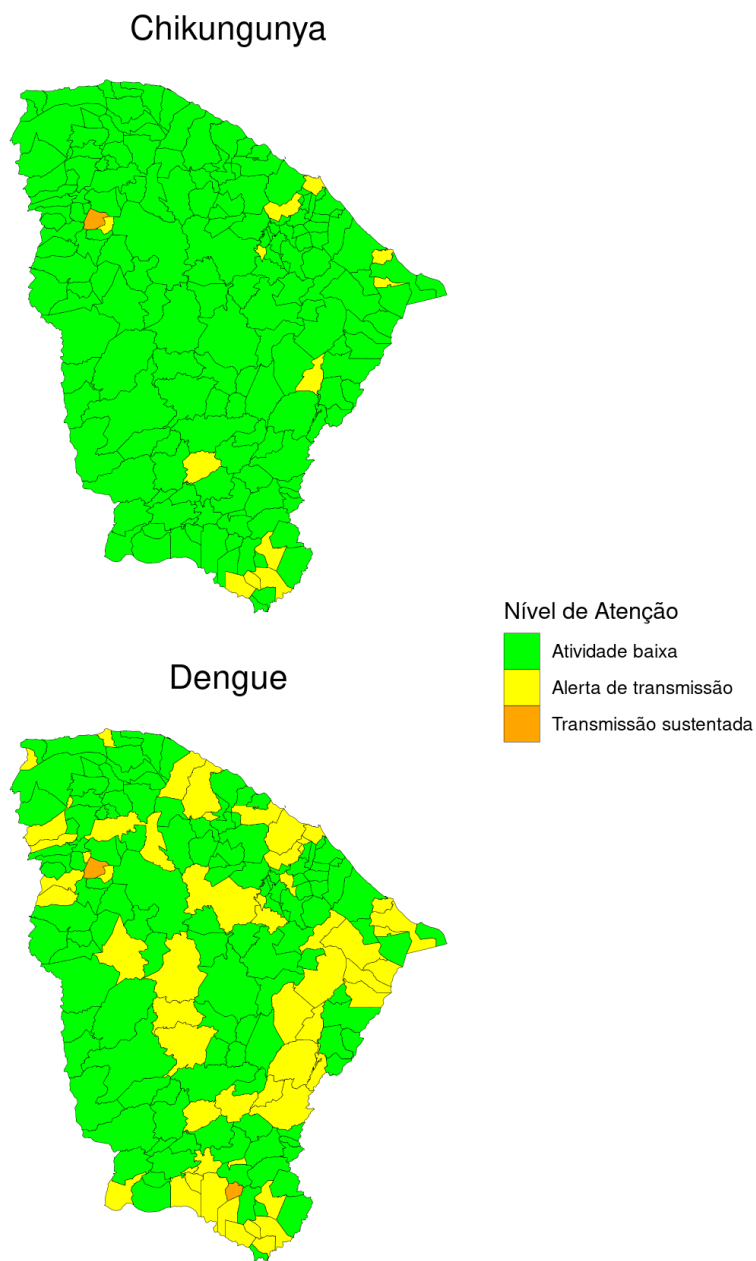 Chikungunya
Nível de Atenção
Atividade baixa
Alerta de transmissão
Transmissão sustentada
Dengue